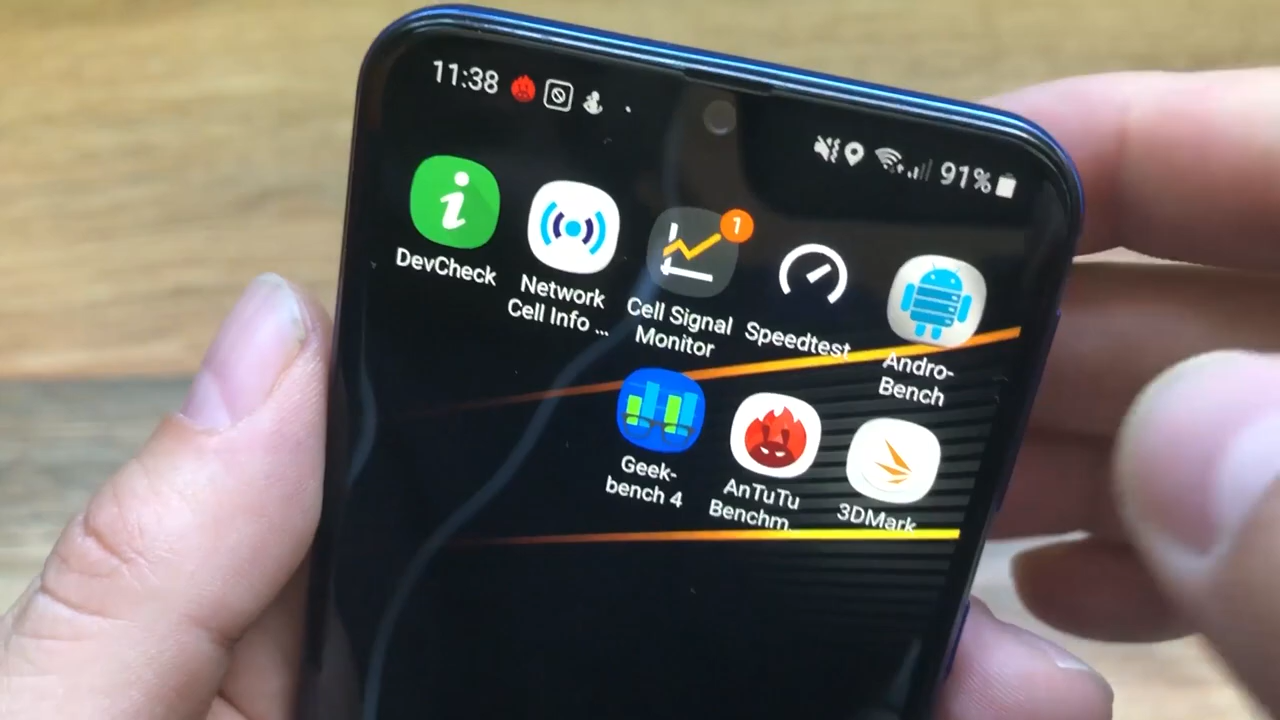 11:38
91%
DevCheck
Network
Cell Info ...
1
Cell Signal
Monitor
Speedtest
Andro-
Bench
Geek-
bench 4
AnTuTu
Benchm.
3DMark